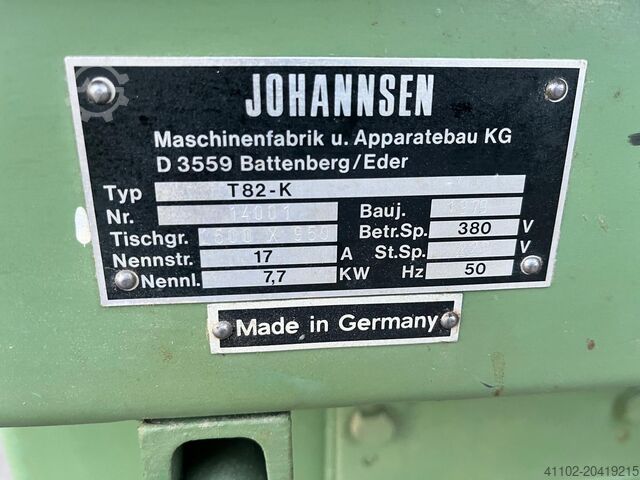 JOHANNSEN
Maschinenfabrik u. Apparatebau KG
D 3559 Battenberg/Eder
Typ T82-K
Nr. 14001 Bauj.
Tischgr. Betr.Sp. 380 V
Nennstr. 17 A St.Sp. V
Nennl. 7,7 KW Hz 50
Made in Germany
41102-20419215